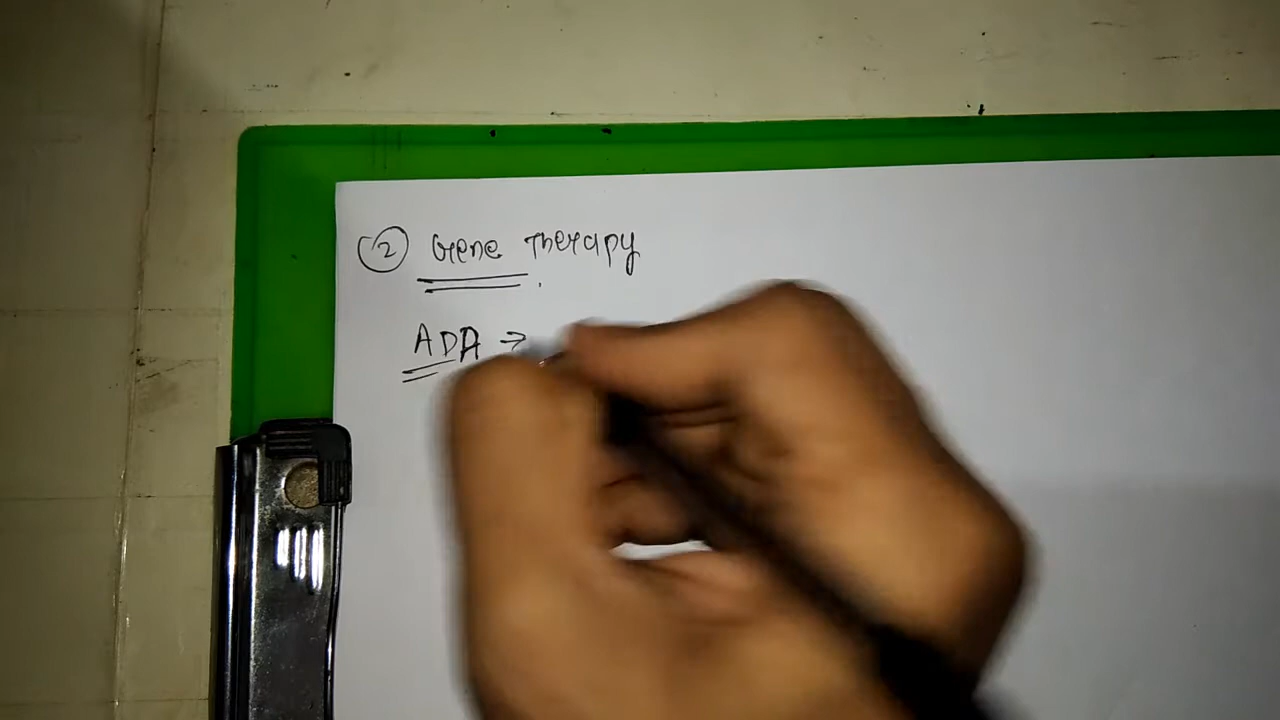 ② Gene Therapy
ADA →